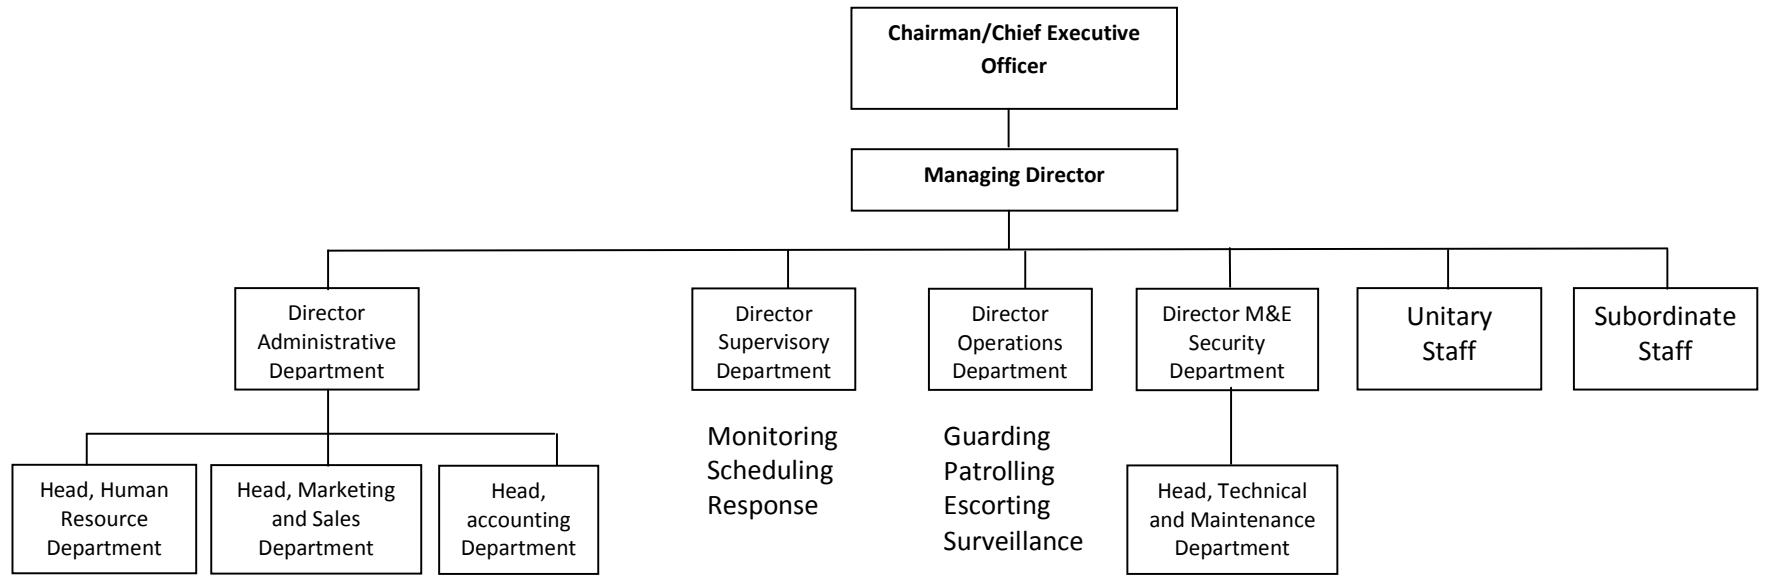 Chairman/Chief Executive
Officer
Managing Director
Director
Administrative
Department
Director
Supervisory
Department
Director
Operations
Department
Director M&E
Security
Department
Unitary
Staff
Subordinate
Staff
Monitoring
Scheduling
Response
Guarding
Patrolling
Escorting
Surveillance
Head, Human
Resource
Department
Head, Marketing
and Sales
Department
Head,
accounting
Department
Head, Technical
and Maintenance
Department